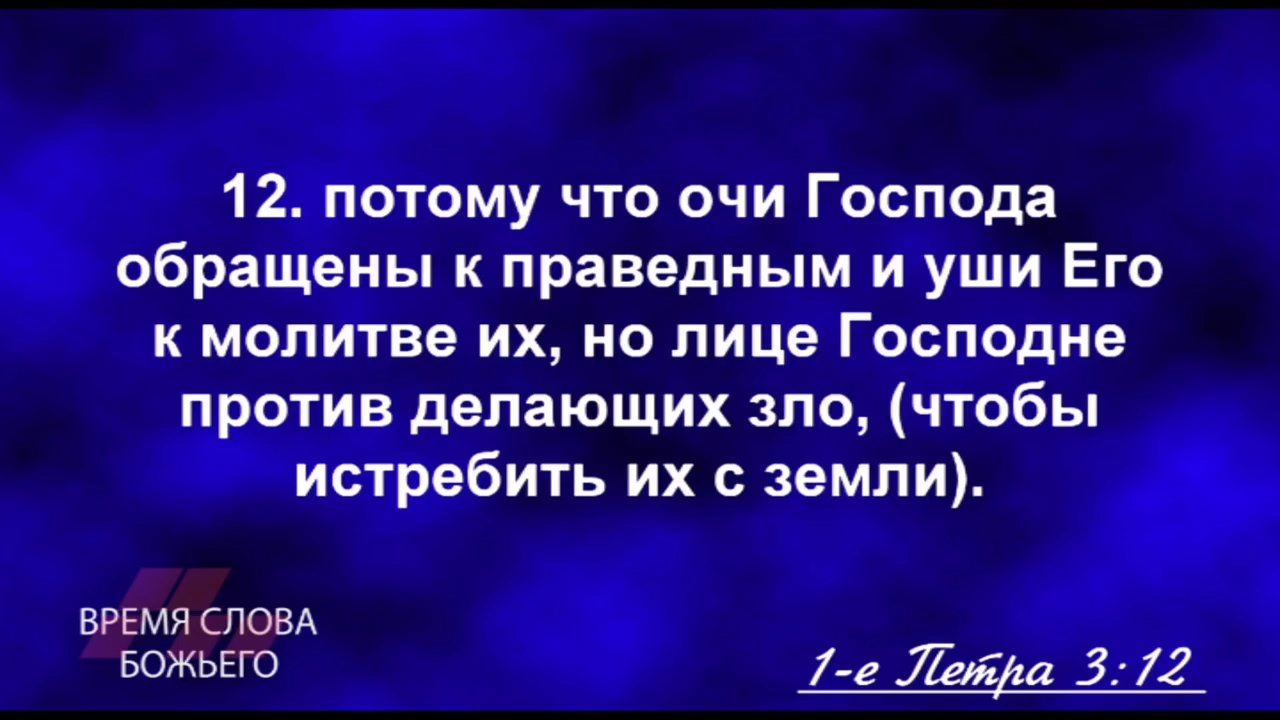 12. потому что очи Господа
обращены к праведным и уши Его
к молитве их, но лице Господне
против делающих зло, (чтобы
истребить их с земли).
ВРЕМЯ СЛОВА
БОЖЬЕГО
1-е Петра 3:12